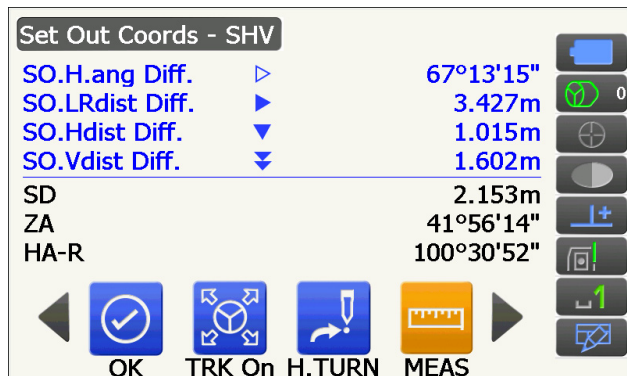 Set Out Coords - SHV
SO.H.ang Diff. 67°13'15"
SO.LRdist Diff. 3.427m
SO.Hdist Diff. 1.015m
SO.Vdist Diff. 1.602m
SD 2.153m
ZA 41°56'14"
HA-R 100°30'52"
OK TRK On H.TURN MEAS
0
1